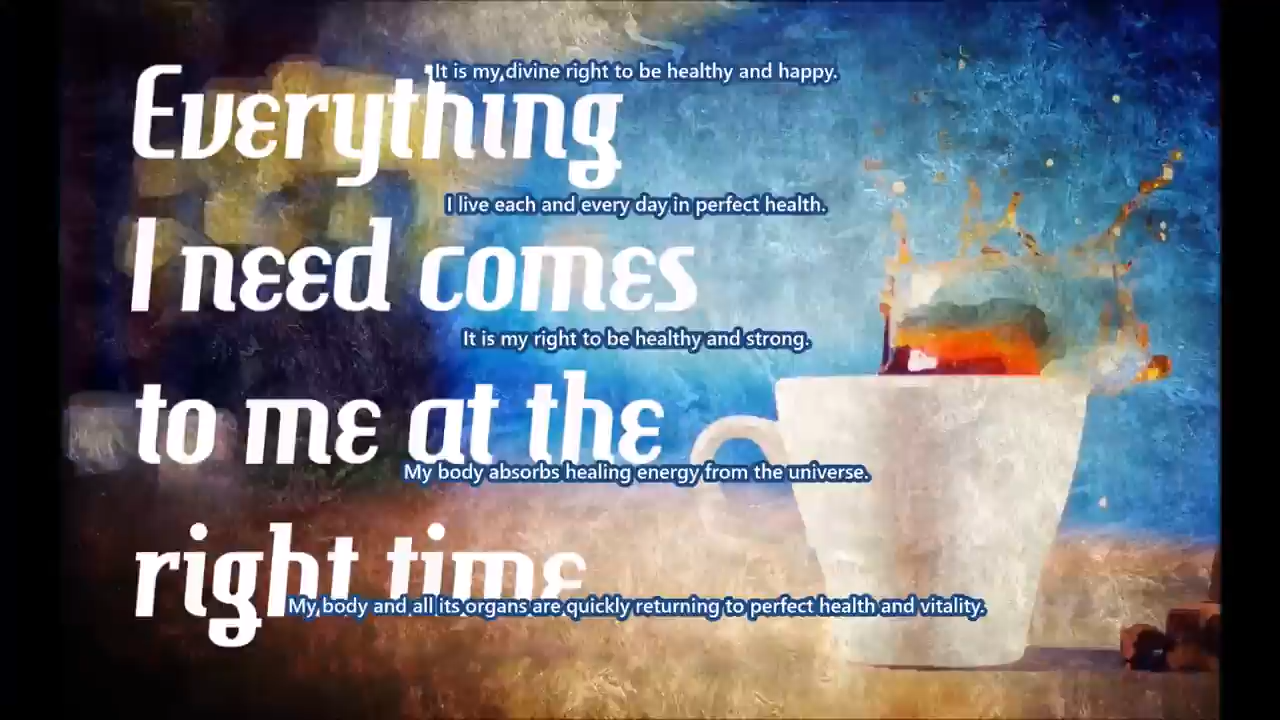 It is my divine right to be healthy and happy.
Everything
I live each and every day in perfect health.
I need comes
It is my right to be healthy and strong.
to me at the
My body absorbs healing energy from the universe.
right time
My body and all its organs are quickly returning to perfect health and vitality.